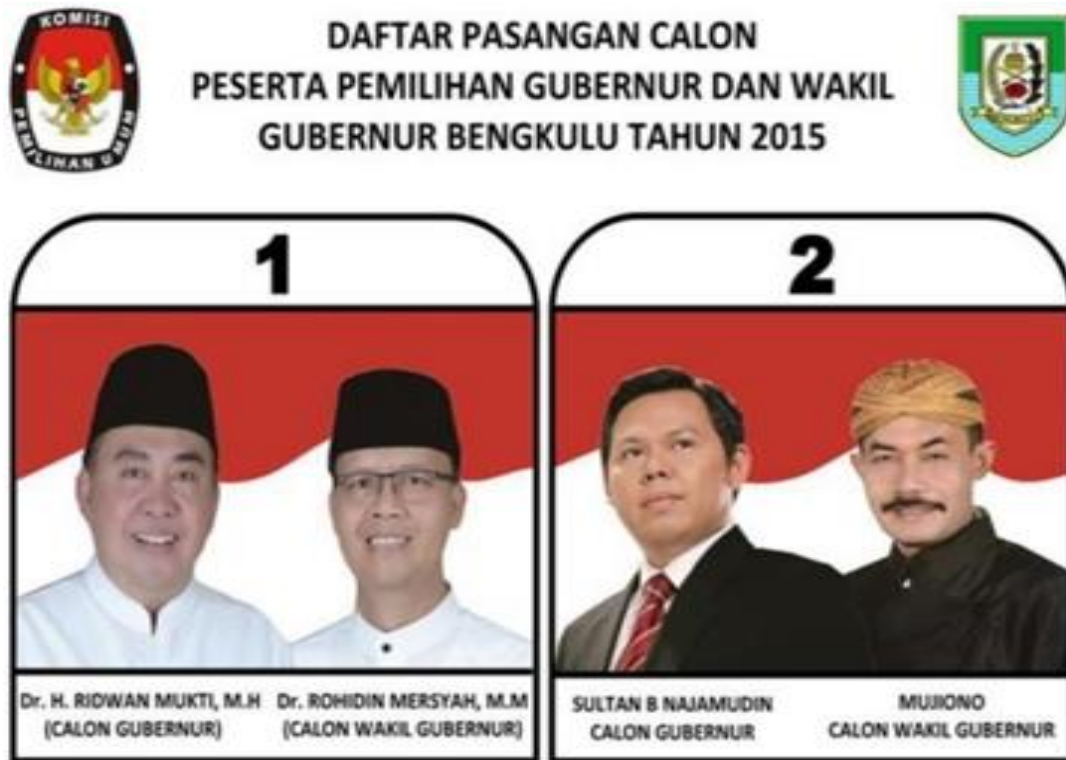 KOMISI
PEMILIHAN UMUM
DAFTAR PASANGAN CALON
PESERTA PEMILIHAN GUBERNUR DAN WAKIL
GUBERNUR BENGKULU TAHUN 2015
1
2
Dr. H. RIDWAN MUKTI, M.H
(CALON GUBERNUR)
Dr. ROHIDIN MERSYAH, M.M
(CALON WAKIL GUBERNUR)
SULTAN B NAJAMUDIN
CALON GUBERNUR
MUJIONO
CALON WAKIL GUBERNUR